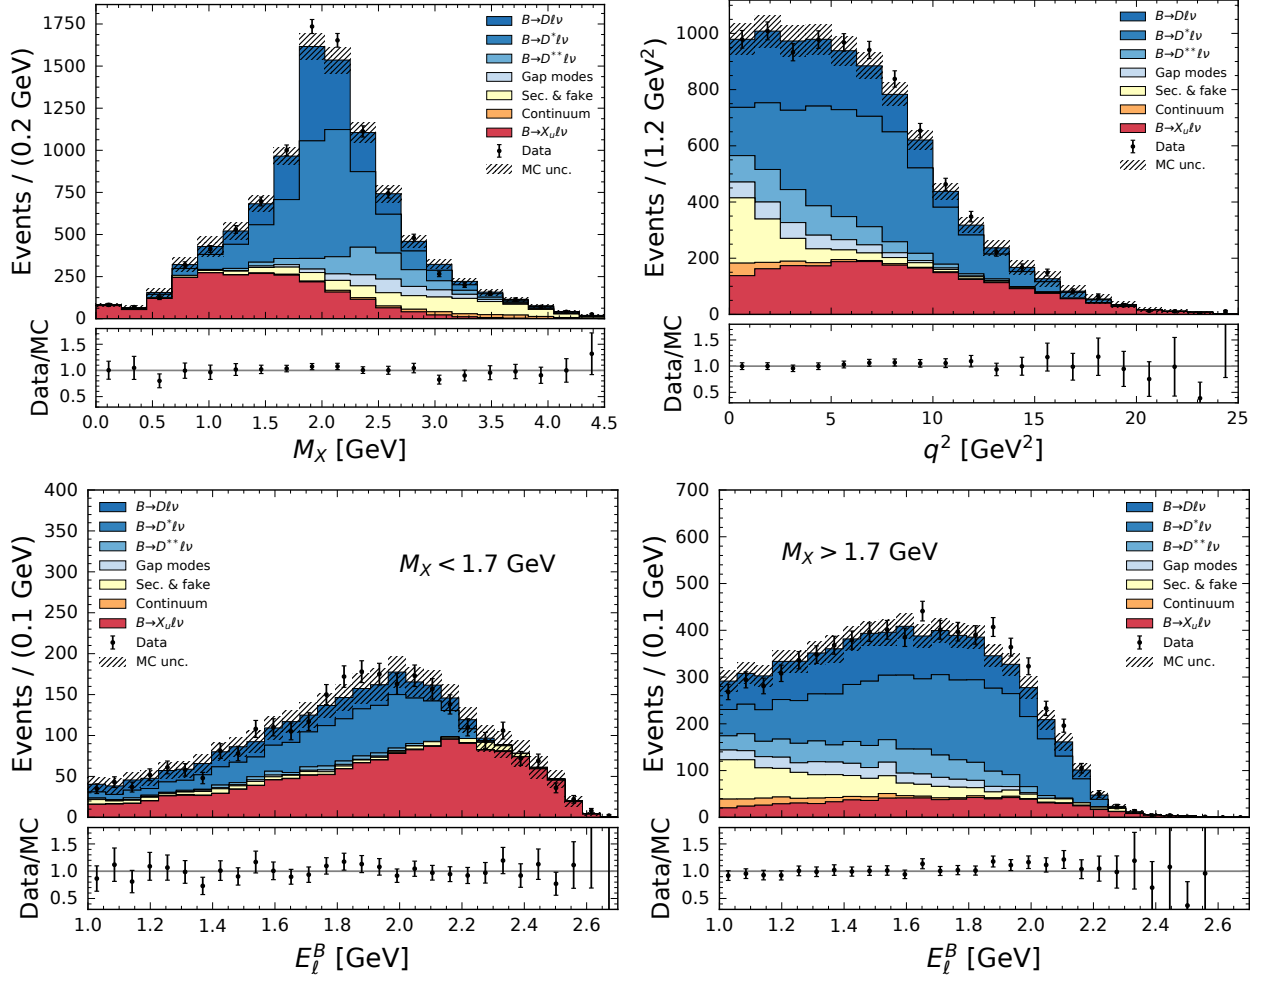 Events / (0.2 GeV)
1750
1500
1250
1000
750
500
250
0
B→Dℓν
B→D*ℓν
B→D**ℓν
Gap modes
Sec. & fake
Continuum
B→X_uℓν
Data
MC unc.
Data/MC
1.5
1.0
0.5
0.0 0.5 1.0 1.5 2.0 2.5 3.0 3.5 4.0 4.5
M_X [GeV]
Events / (1.2 GeV²)
1000
800
600
400
200
0
B→Dℓν
B→D*ℓν
B→D**ℓν
Gap modes
Sec. & fake
Continuum
B→X_uℓν
Data
MC unc.
Data/MC
1.5
1.0
0.5
0 5 10 15 20 25
q² [GeV²]
Events / (0.1 GeV)
400
350
300
250
200
150
100
50
0
B→Dℓν
B→D*ℓν
B→D**ℓν
Gap modes
Sec. & fake
Continuum
B→X_uℓν
Data
MC unc.
M_X < 1.7 GeV
Data/MC
1.5
1.0
0.5
1.0 1.2 1.4 1.6 1.8 2.0 2.2 2.4 2.6
E_ℓ^B [GeV]
Events / (0.1 GeV)
700
600
500
400
300
200
100
0
M_X > 1.7 GeV
B→Dℓν
B→D*ℓν
B→D**ℓν
Gap modes
Sec. & fake
Continuum
B→X_uℓν
Data
MC unc.
Data/MC
1.5
1.0
0.5
1.0 1.2 1.4 1.6 1.8 2.0 2.2 2.4 2.6
E_ℓ^B [GeV]